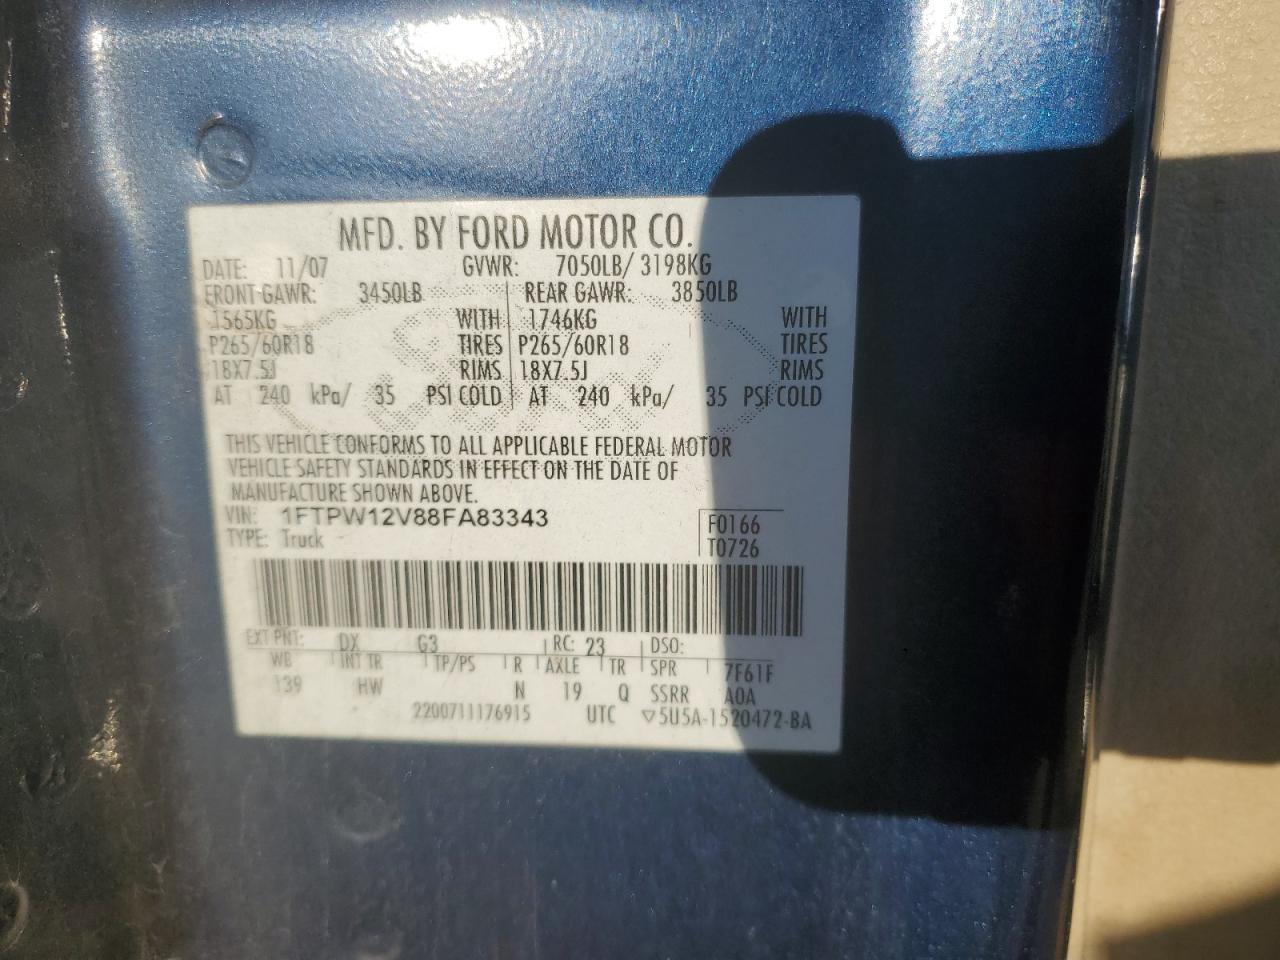 MFD. BY FORD MOTOR CO.
DATE: 11/07 GVWR: 7050LB/ 3198KG
FRONT GAWR: 3450LB REAR GAWR: 3850LB
1565KG WITH 1746KG WITH
P265/60R18 TIRES P265/60R18 TIRES
18X7.5J RIMS 18X7.5J RIMS
AT 240 kPa/ 35 PSI COLD AT 240 kPa/ 35 PSI COLD
THIS VEHICLE CONFORMS TO ALL APPLICABLE FEDERAL MOTOR
VEHICLE SAFETY STANDARDS IN EFFECT ON THE DATE OF
MANUFACTURE SHOWN ABOVE.
VIN: 1FTPW12V88FA83343 F0166
TYPE: Truck T0726
EXT PNT: DX G3 RC: 23 DSO:
WB INT TR TP/PS R AXLE TR SPR 7F61F
139 HW N 19 Q SSRR A0A
2200711176915 UTC ▽5U5A-1520472-BA